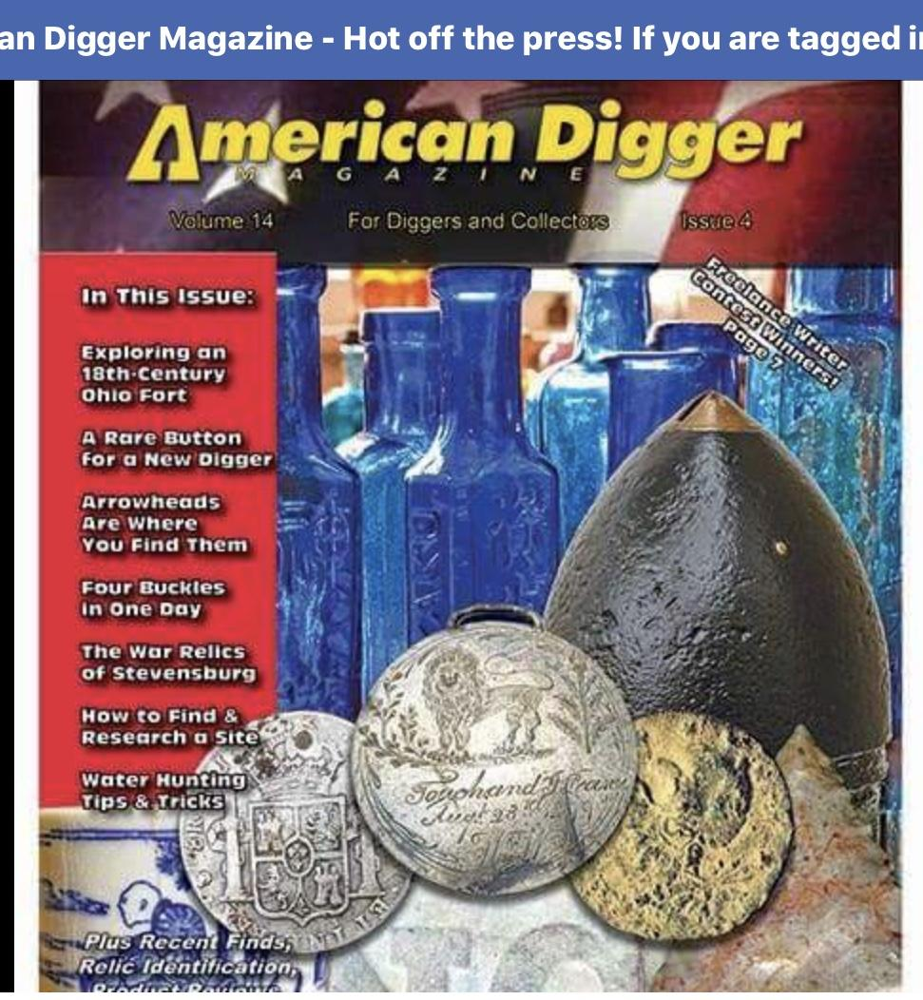 an Digger Magazine - Hot off the press! If you are tagged i
American Digger
MAGAZINE
Volume 14 For Diggers and Collectors Issue 4
Freelance Writer
Contest Winners!
page 7
In This Issue:
Exploring an
18th-Century
Ohio Fort
A Rare Button
for a New Digger
Arrowheads
Are Where
You Find Them
Four Buckles
in One Day
The War Relics
of Stevensburg
How to Find &
Research a Site
Water Hunting
Tips & Tricks
Aug
Plus Recent Finds,
Relic Identification,
Product Reviews